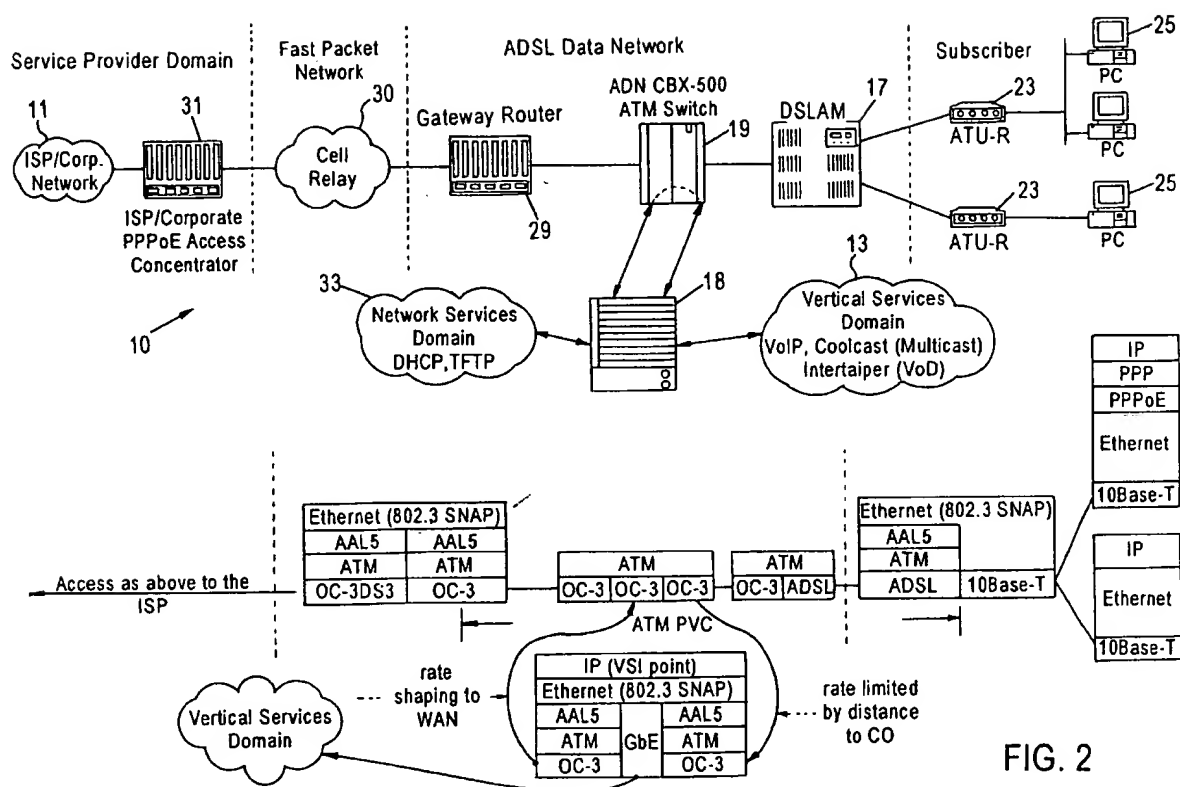 Service Provider Domain
Fast Packet
Network
ADSL Data Network
Subscriber
11
31
30
Gateway Router
ADN CBX-500
ATM Switch
19
DSLAM
17
23
25
ISP/Corp.
Network
Cell
Relay
ATU-R
PC
PC
ISP/Corporate
PPPoE Access
Concentrator
29
23
25
ATU-R
PC
10
33
Network Services
Domain
DHCP,TFTP
18
13
Vertical Services
Domain
VoIP, Coolcast (Multicast)
Intertaiper (VoD)
IP
PPP
PPPoE
Ethernet
10Base-T
Access as above to the
ISP
Ethernet (802.3 SNAP)
AAL5 AAL5
ATM ATM
OC-3DS3 OC-3
ATM
OC-3 OC-3 OC-3
ATM PVC
ATM
OC-3 ADSL
Ethernet (802.3 SNAP)
AAL5
ATM
ADSL 10Base-T
IP
Ethernet
10Base-T
Vertical Services
Domain
rate
shaping to
WAN
IP (VSI point)
Ethernet (802.3 SNAP)
AAL5 GbE AAL5
ATM ATM
OC-3 OC-3
rate limited
by distance
to CO
FIG. 2